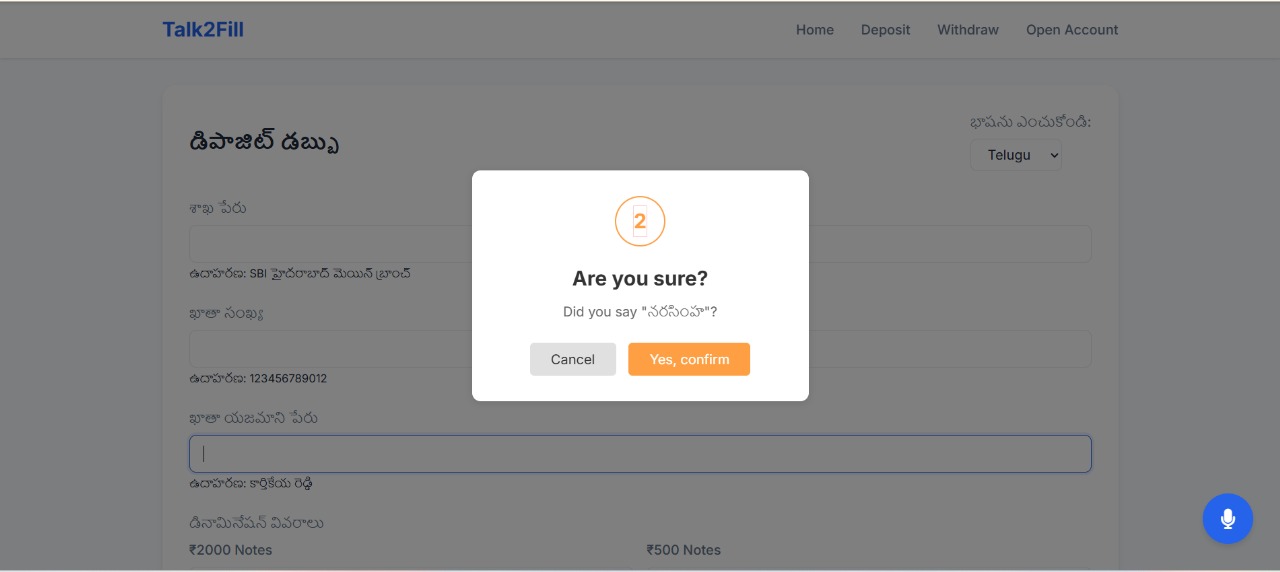 Talk2Fill
Home Deposit Withdraw Open Account
డిపాజిట్ డబ్బు
భాషను ఎంచుకోండి:
Telugu
శాఖ పేరు
ఉదాహరణ: SBI హైదరాబాద్ మెయిన్ బ్రాంచ్
ఖాతా సంఖ్య
ఉదాహరణ: 123456789012
ఖాతా యజమాని పేరు
ఉదాహరణ: కార్తికేయ రెడ్డి
డినామినేషన్ వివరాలు
₹2000 Notes ₹500 Notes
2
Are you sure?
Did you say "నరసింహ"?
Cancel Yes, confirm